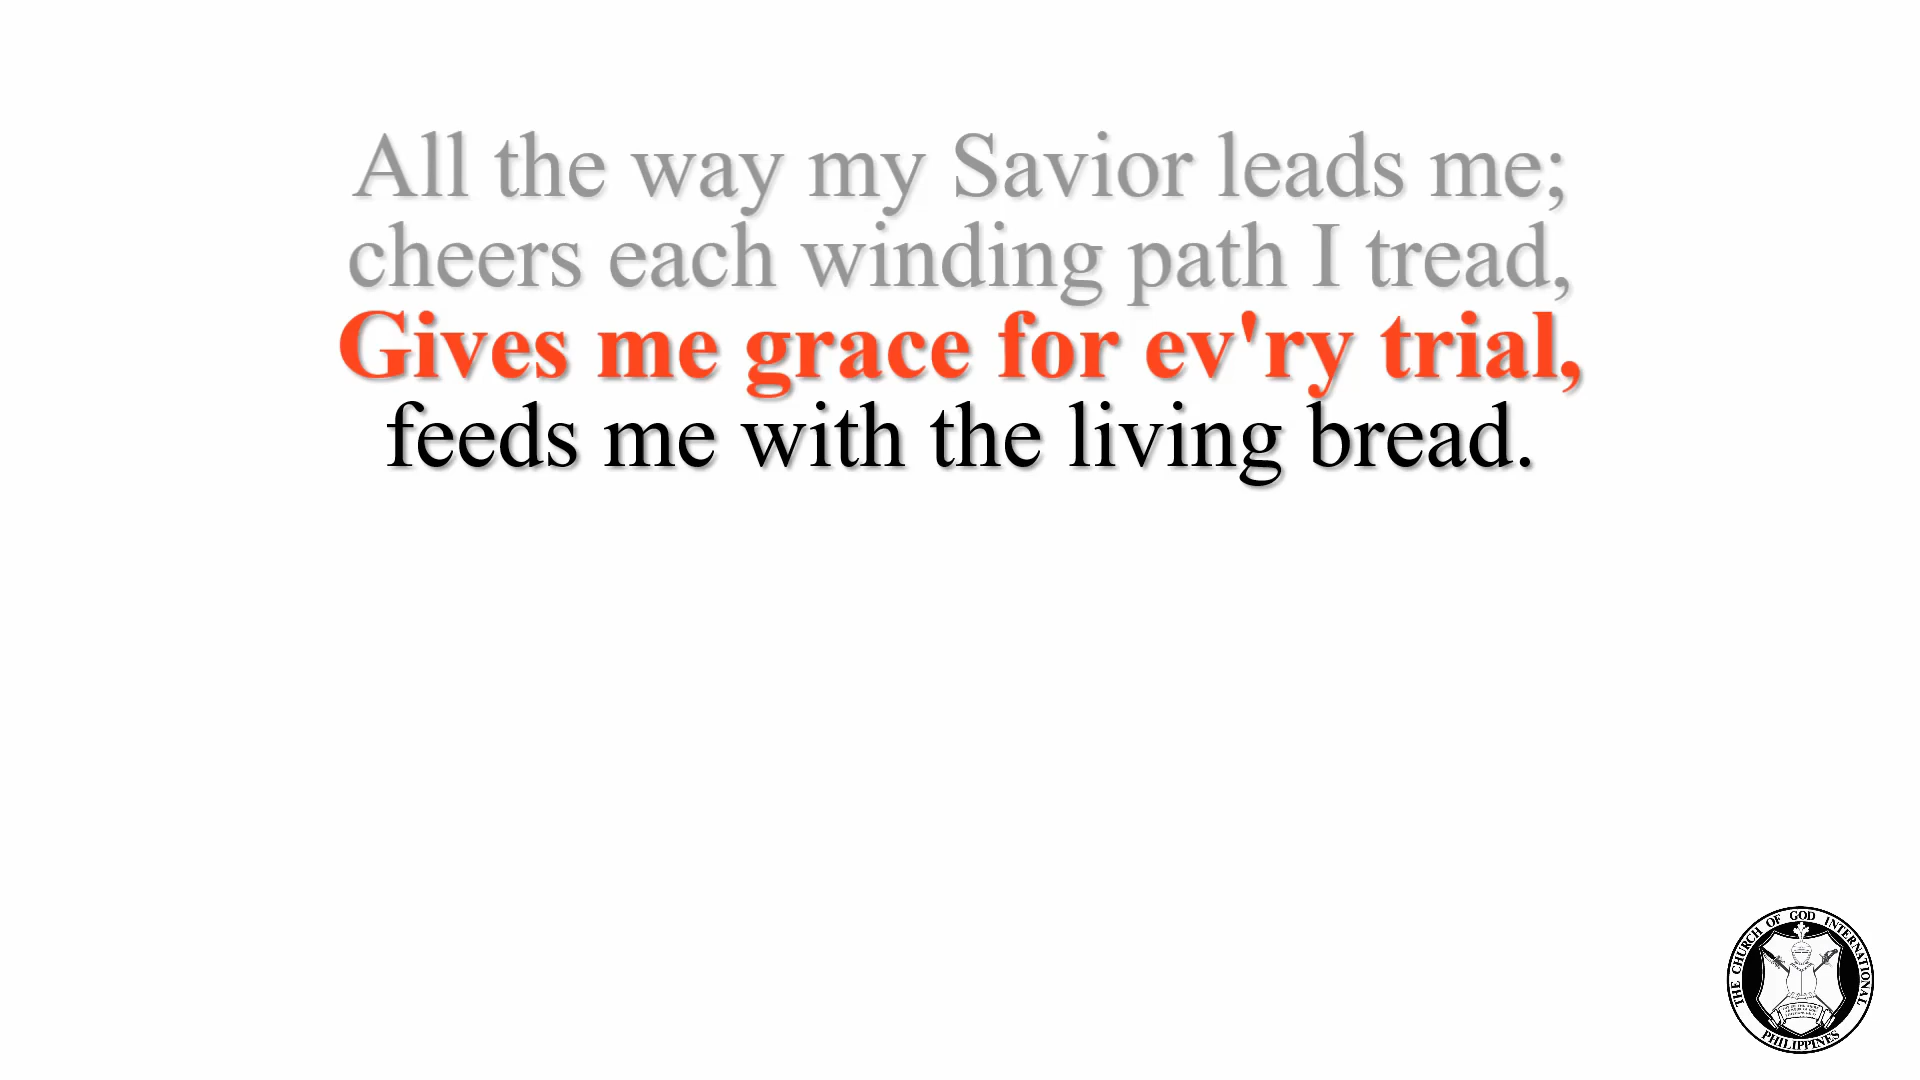 All the way my Savior leads me;
cheers each winding path I tread,
Gives me grace for ev'ry trial,
feeds me with the living bread.
THE CHURCH OF GOD INTERNATIONAL
PHILIPPINES